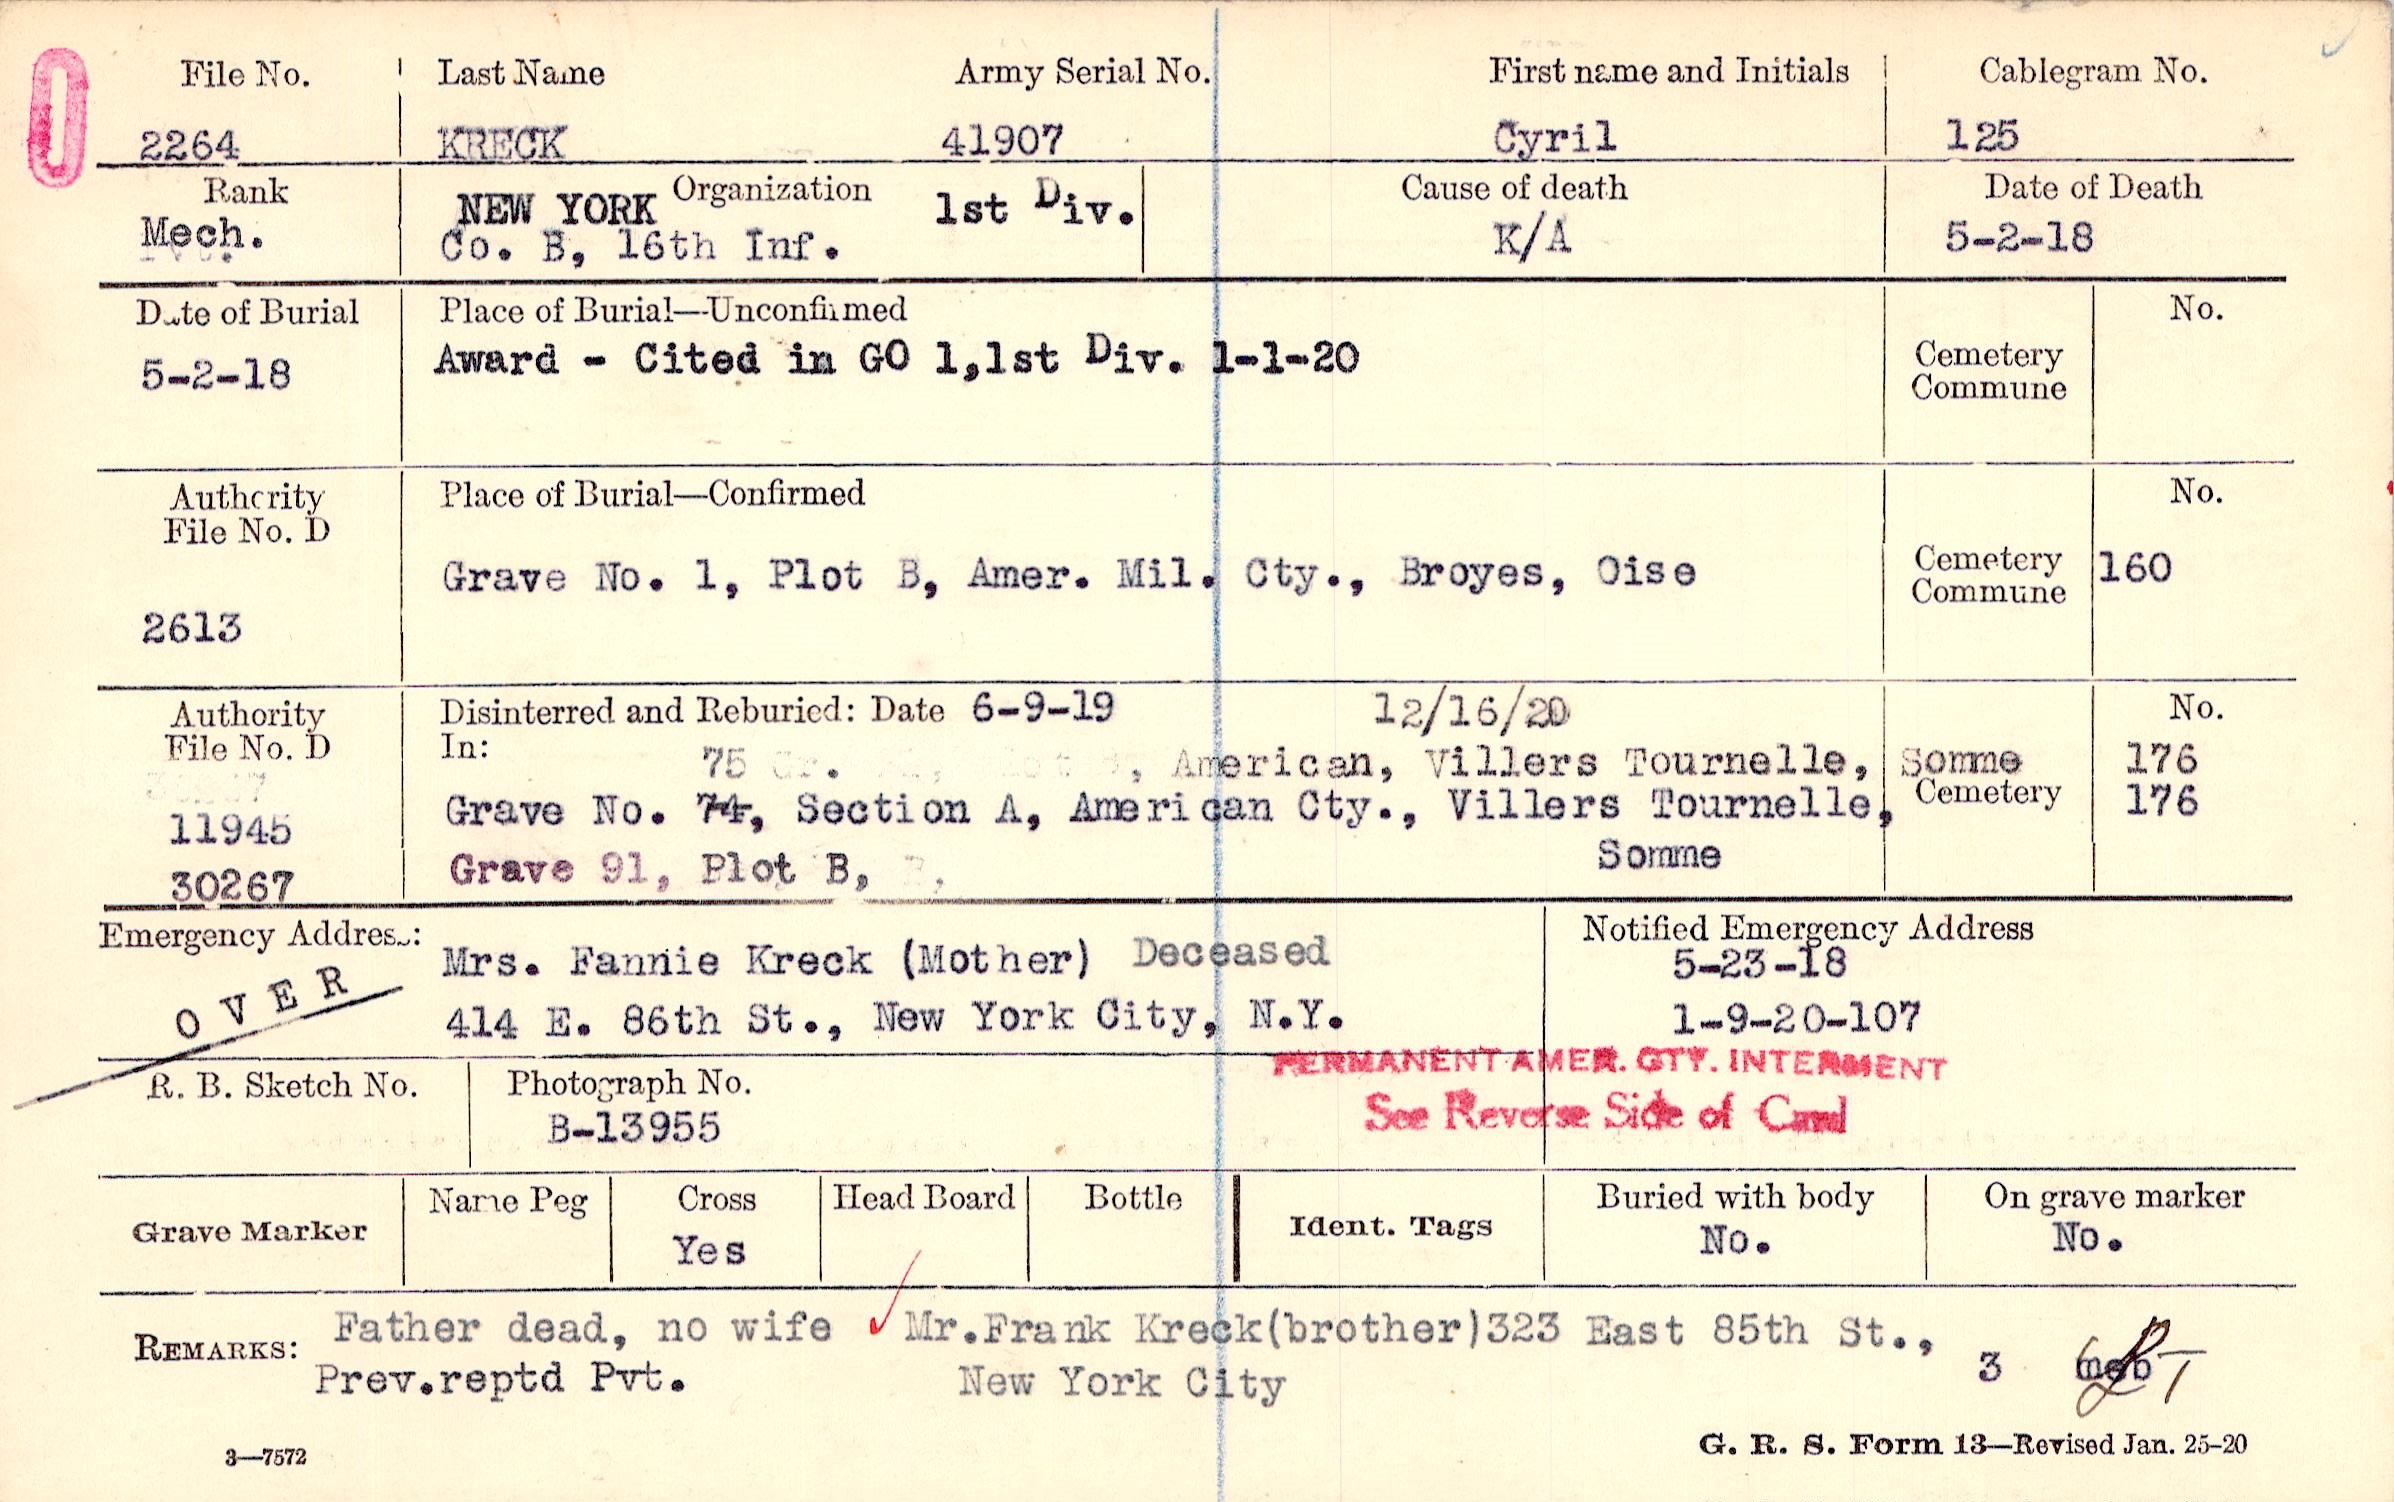 0
File No. Last Name Army Serial No. First name and Initials Cablegram No.
2264 KRECK 41907 Cyril 125
Rank Organization Cause of death Date of Death
Mech. NEW YORK 1st Div. K/A 5-2-18
Co. B, 16th Inf.
Date of Burial Place of Burial—Unconfirmed No.
5-2-18 Award - Cited in GO 1,1st Div. 1-1-20 Cemetery
Commune
Authority Place of Burial—Confirmed No.
File No. D
Grave No. 1, Plot B, Amer. Mil. Cty., Broyes, Oise Cemetery 160
Commune
2613
Authority Disinterred and Reburied: Date 6-9-19 12/16/20 No.
File No. D In:
75 Gr. , American, Villers Tournelle, Somme 176
11945 Grave No. 74, Section A, American Cty., Villers Tournelle, Cemetery 176
Somme
30267 Grave 91, Plot B,
Emergency Address: Notified Emergency Address
Mrs. Fannie Kreck (Mother) Deceased 5-23-18
OVER 414 E. 86th St., New York City, N.Y. 1-9-20-107
PERMANENT AMER. CTY. INTERMENT
See Reverse Side of Card
R. B. Sketch No. Photograph No.
B-13955
Grave Marker Name Peg Cross Head Board Bottle Ident. Tags Buried with body On grave marker
Yes No. No.
REMARKS: Father dead, no wife Mr.Frank Kreck(brother)323 East 85th St.,
Prev.reptd Pvt. New York City 3 meb
3—7572 G. R. S. Form 13—Revised Jan. 25-20